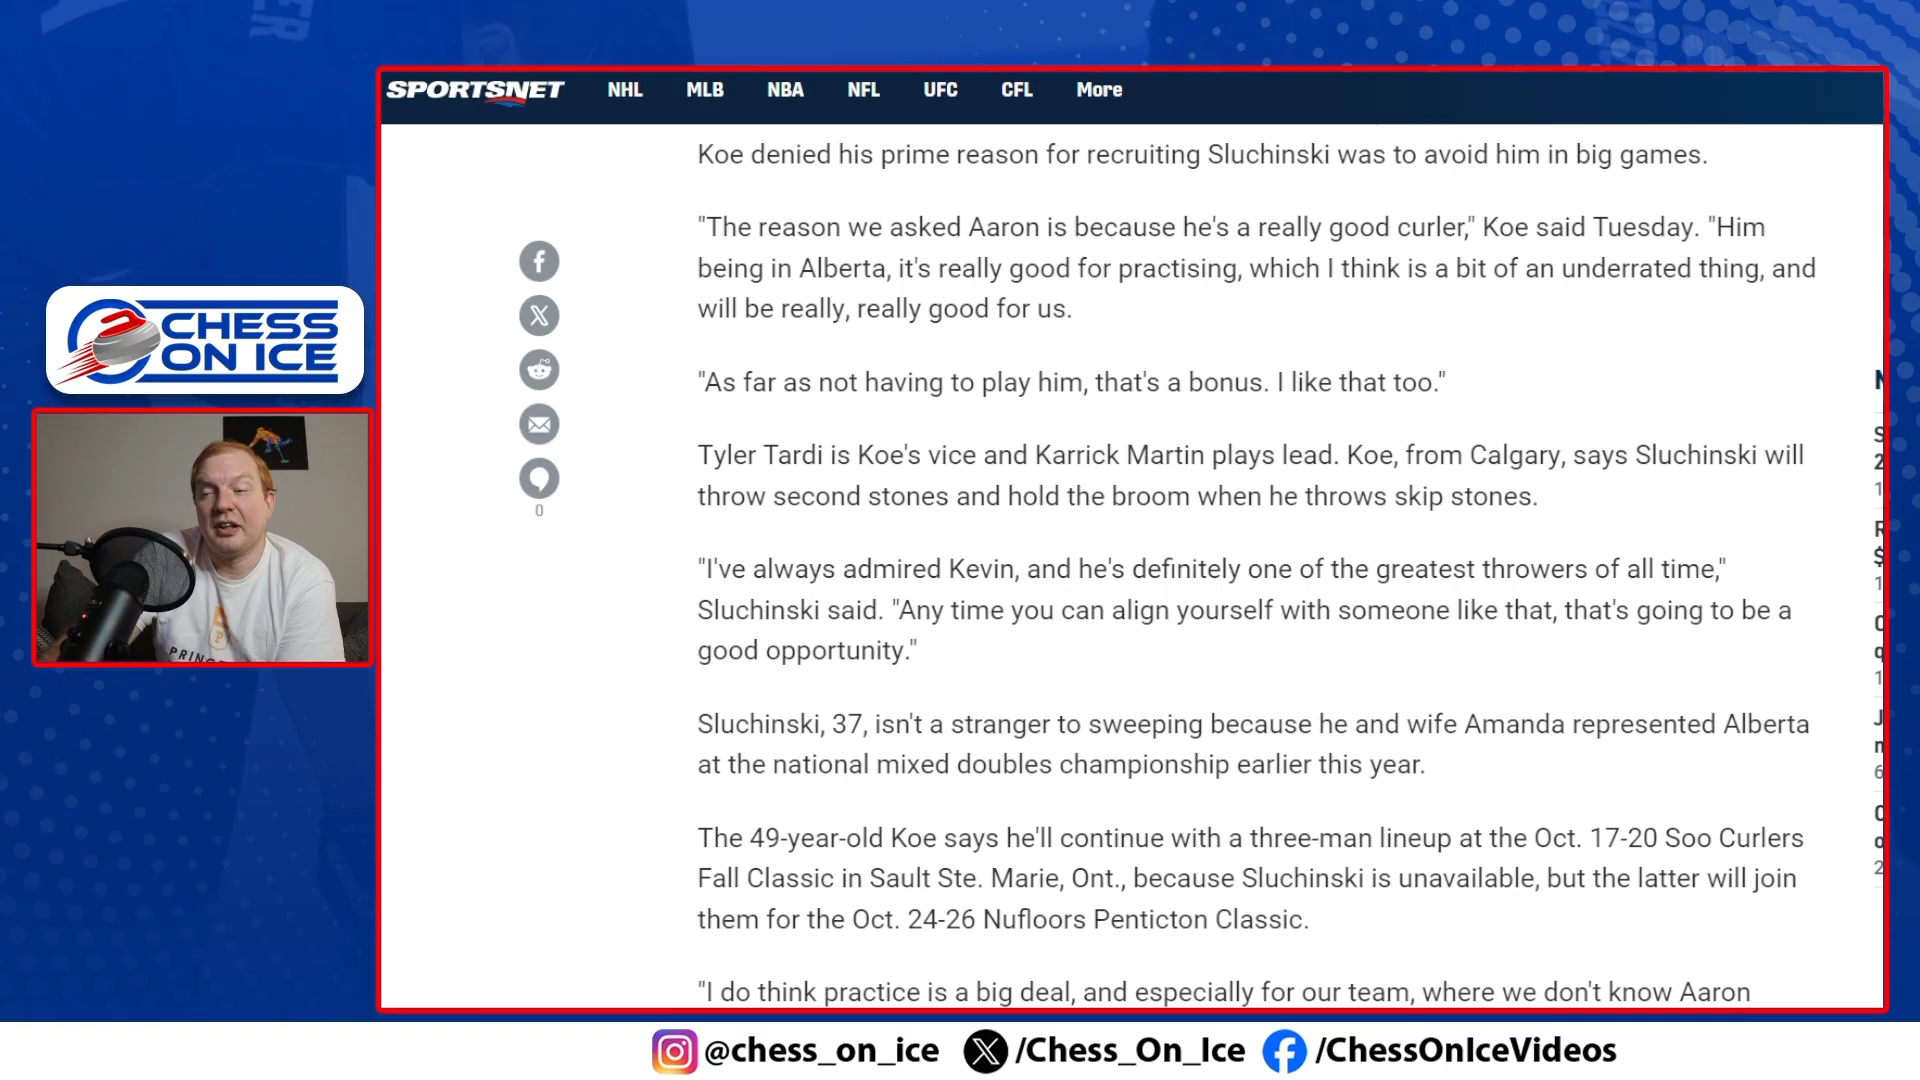 SPORTSNET NHL MLB NBA NFL UFC CFL More
Koe denied his prime reason for recruiting Sluchinski was to avoid him in big games.
"The reason we asked Aaron is because he's a really good curler," Koe said Tuesday. "Him
being in Alberta, it's really good for practising, which I think is a bit of an underrated thing, and
will be really, really good for us.
"As far as not having to play him, that's a bonus. I like that too."
Tyler Tardi is Koe's vice and Karrick Martin plays lead. Koe, from Calgary, says Sluchinski will
throw second stones and hold the broom when he throws skip stones.
"I've always admired Kevin, and he's definitely one of the greatest throwers of all time,"
Sluchinski said. "Any time you can align yourself with someone like that, that's going to be a
good opportunity."
Sluchinski, 37, isn't a stranger to sweeping because he and wife Amanda represented Alberta
at the national mixed doubles championship earlier this year.
The 49-year-old Koe says he'll continue with a three-man lineup at the Oct. 17-20 Soo Curlers
Fall Classic in Sault Ste. Marie, Ont., because Sluchinski is unavailable, but the latter will join
them for the Oct. 24-26 Nufloors Penticton Classic.
"I do think practice is a big deal, and especially for our team, where we don't know Aaron
0
CHESS
ON ICE
@chess_on_ice /Chess_On_Ice /ChessOnIceVideos